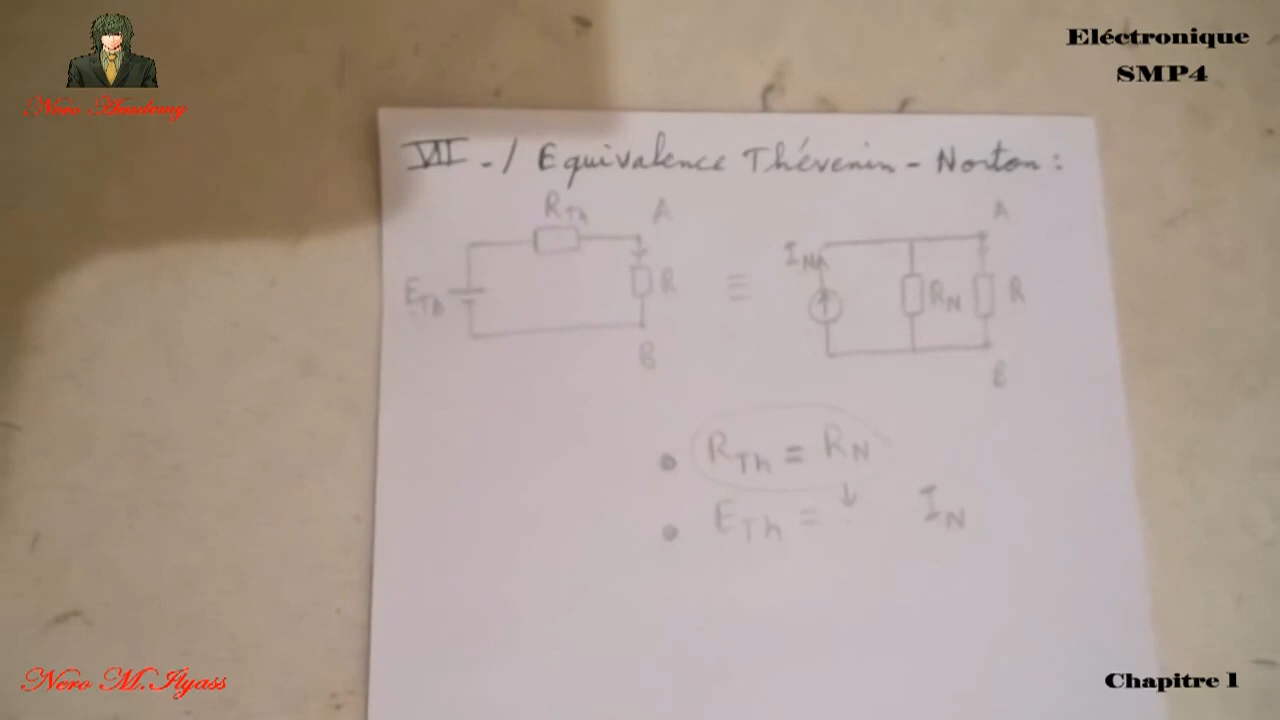 Eléctronique
SMP4
Nero Academy
VII - / Equivalence Thévenin - Norton :
RTh
A
ETh
R
B
≡
IN
A
RN
R
B
• RTh = RN
• ETh = ↓ IN
Nero M.Ilyass
Chapitre 1